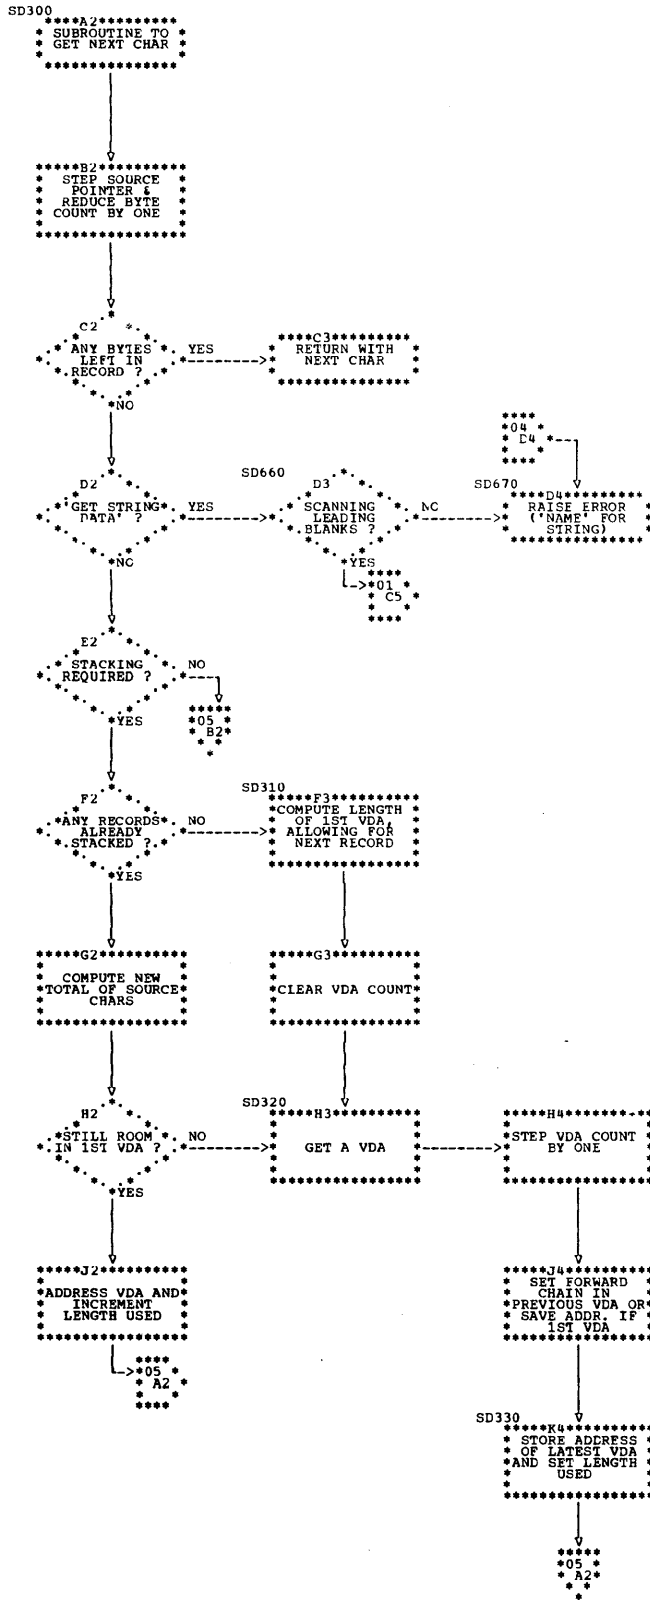 SD300
A2
SUBROUTINE TO
GET NEXT CHAR
B2
STEP SOURCE
POINTER &
REDUCE BYTE
COUNT BY ONE
C2
ANY BYTES
LEFT IN
RECORD ?
YES
NO
C3
RETURN WITH
NEXT CHAR
04
D4
D2
'GET STRING
DATA' ?
YES
NO
SD660
D3
SCANNING
LEADING
BLANKS ?
NO
YES
01
C5
SD670
D4
RAISE ERROR
('NAME' FOR
STRING)
E2
STACKING
REQUIRED ?
NO
YES
05
B2
F2
ANY RECORDS
ALREADY
STACKED ?
NO
YES
SD310
F3
COMPUTE LENGTH
OF 1ST VDA,
ALLOWING FOR
NEXT RECORD
G2
COMPUTE NEW
TOTAL OF SOURCE
CHARS
G3
CLEAR VDA COUNT
H2
STILL ROOM
IN 1ST VDA ?
NO
YES
SD320
H3
GET A VDA
H4
STEP VDA COUNT
BY ONE
J2
ADDRESS VDA AND
INCREMENT
LENGTH USED
05
A2
J4
SET FORWARD
CHAIN IN
PREVIOUS VDA OR
SAVE ADDR. IF
1ST VDA
SD330
K4
STORE ADDRESS
OF LATEST VDA
AND SET LENGTH
USED
05
A2